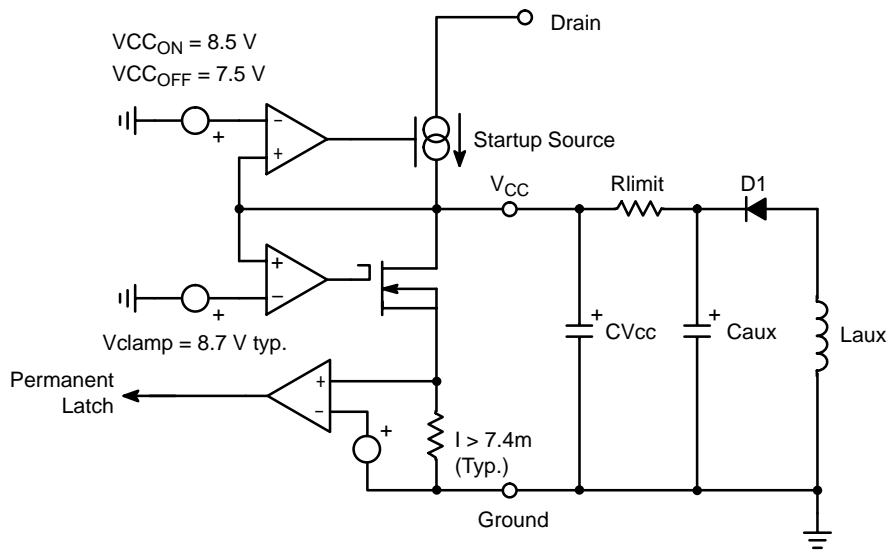 Drain
VCC_ON = 8.5 V
VCC_OFF = 7.5 V
−
+
+
Startup Source
V_CC
Rlimit
D1
+
−
+
Vclamp = 8.7 V typ.
+
CVcc
+
Caux
Laux
Permanent
Latch
+
−
+
I > 7.4m
(Typ.)
Ground